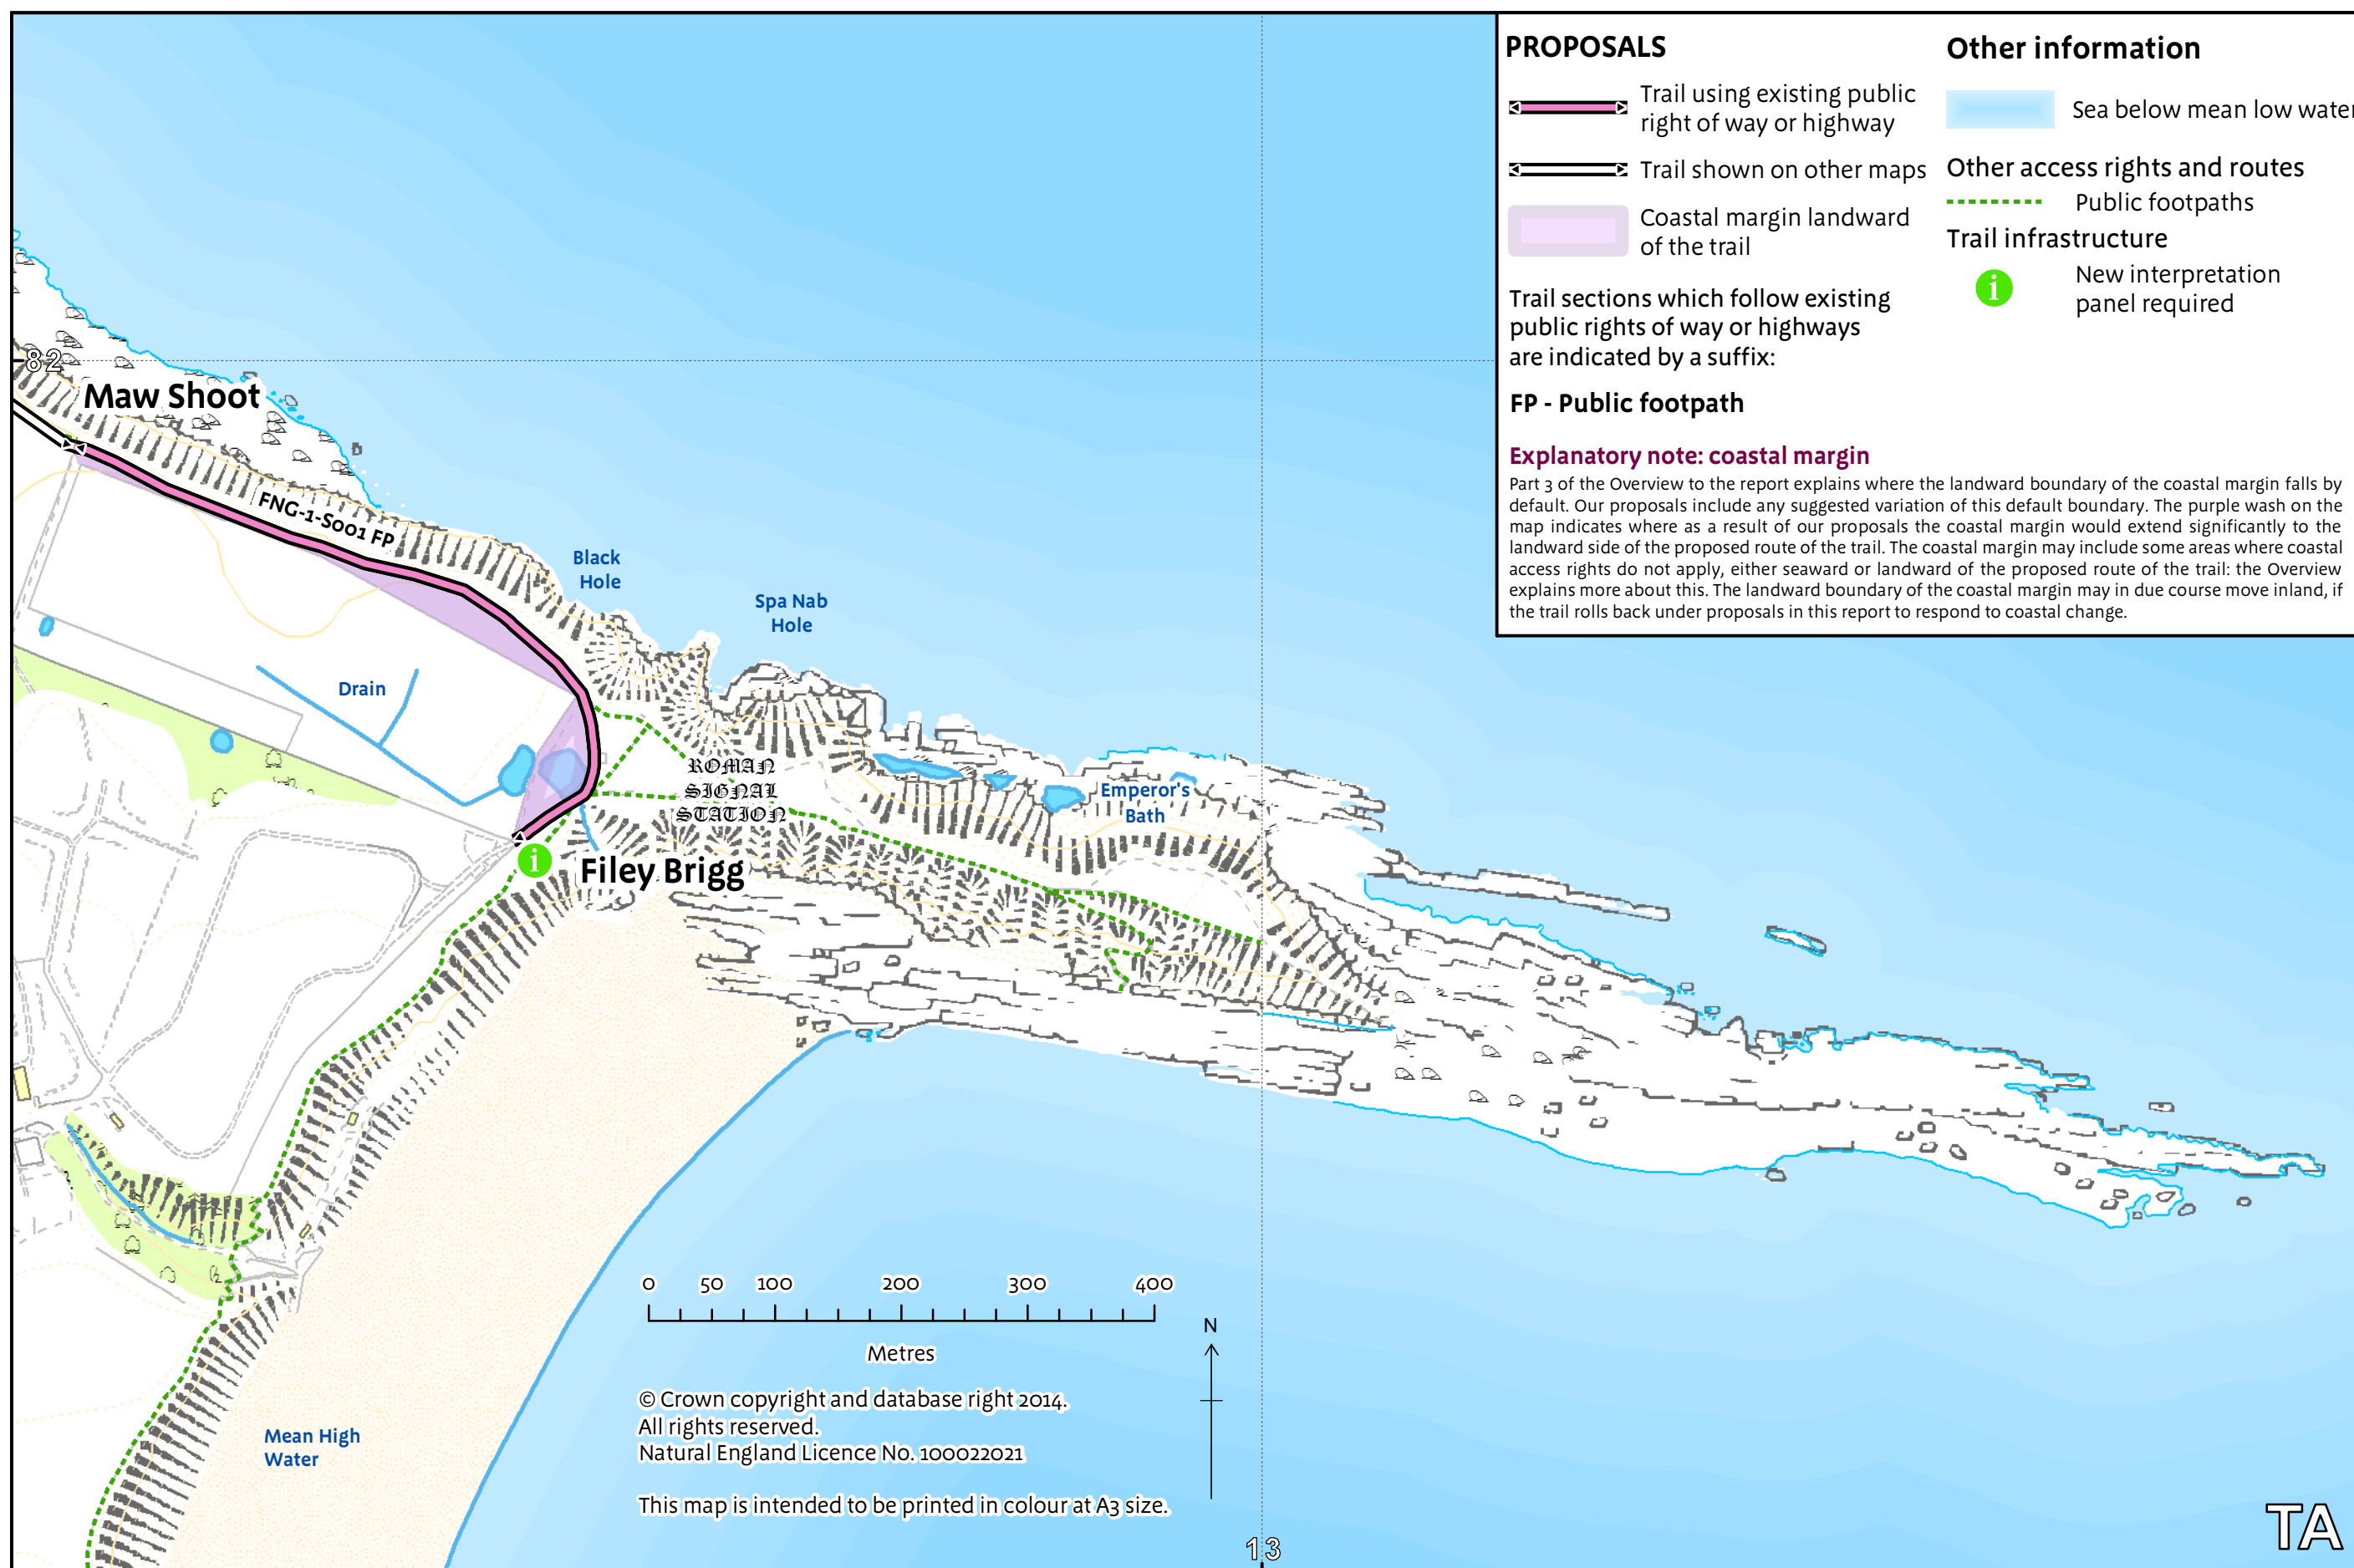 PROPOSALS
Trail using existing public
right of way or highway
Trail shown on other maps
Coastal margin landward
of the trail
Trail sections which follow existing
public rights of way or highways
are indicated by a suffix:
FP - Public footpath
Other information
Sea below mean low water
Other access rights and routes
Public footpaths
Trail infrastructure
New interpretation
panel required
Explanatory note: coastal margin
Part 3 of the Overview to the report explains where the landward boundary of the coastal margin falls by
default. Our proposals include any suggested variation of this default boundary. The purple wash on the
map indicates where as a result of our proposals the coastal margin would extend significantly to the
landward side of the proposed route of the trail. The coastal margin may include some areas where coastal
access rights do not apply, either seaward or landward of the proposed route of the trail: the Overview
explains more about this. The landward boundary of the coastal margin may in due course move inland, if
the trail rolls back under proposals in this report to respond to coastal change.
82
Maw Shoot
FNG-1-S001 FP
Black
Hole
Spa Nab
Hole
Drain
ROMAN
SIGNAL
STATION
Emperor's
Bath
i
Filey Brigg
0 50 100 200 300 400
Metres
N
© Crown copyright and database right 2014.
All rights reserved.
Natural England Licence No. 100022021
This map is intended to be printed in colour at A3 size.
Mean High
Water
13
TA